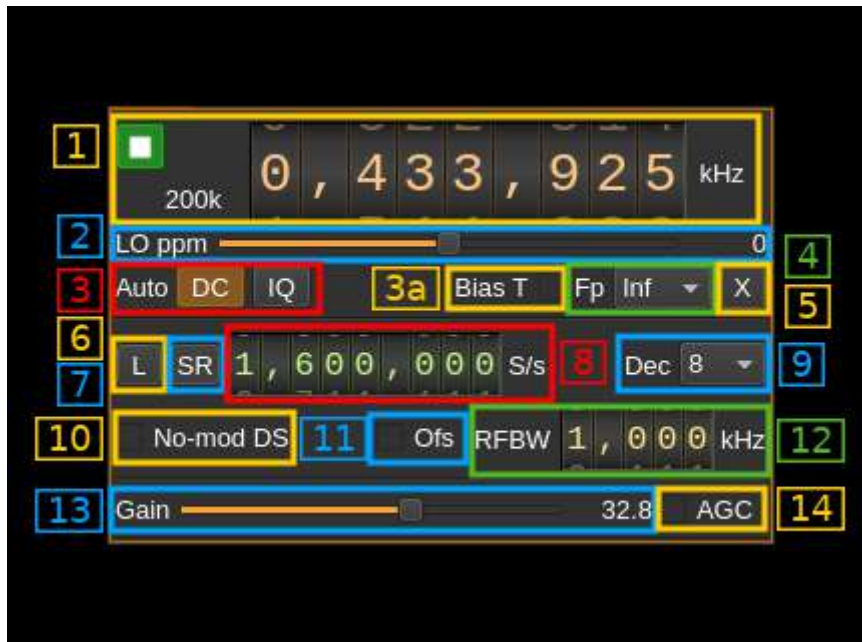 1 0,433,925 kHz
200k
2 LO ppm 0 4
3 Auto DC IQ 3a Bias T Fp Inf X 5
6
7 L SR 1,600,000 S/s 8 Dec 8 9
10 No-mod DS 11 Ofs RFBW 1,000 kHz 12
13 Gain 32.8 AGC 14